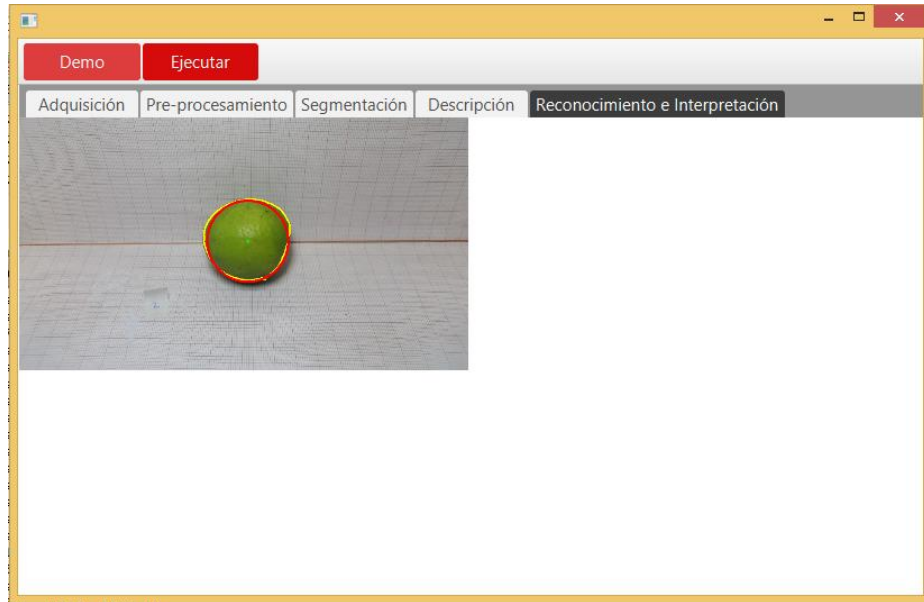 Demo Ejecutar
Adquisición Pre-procesamiento Segmentación Descripción Reconocimiento e Interpretación